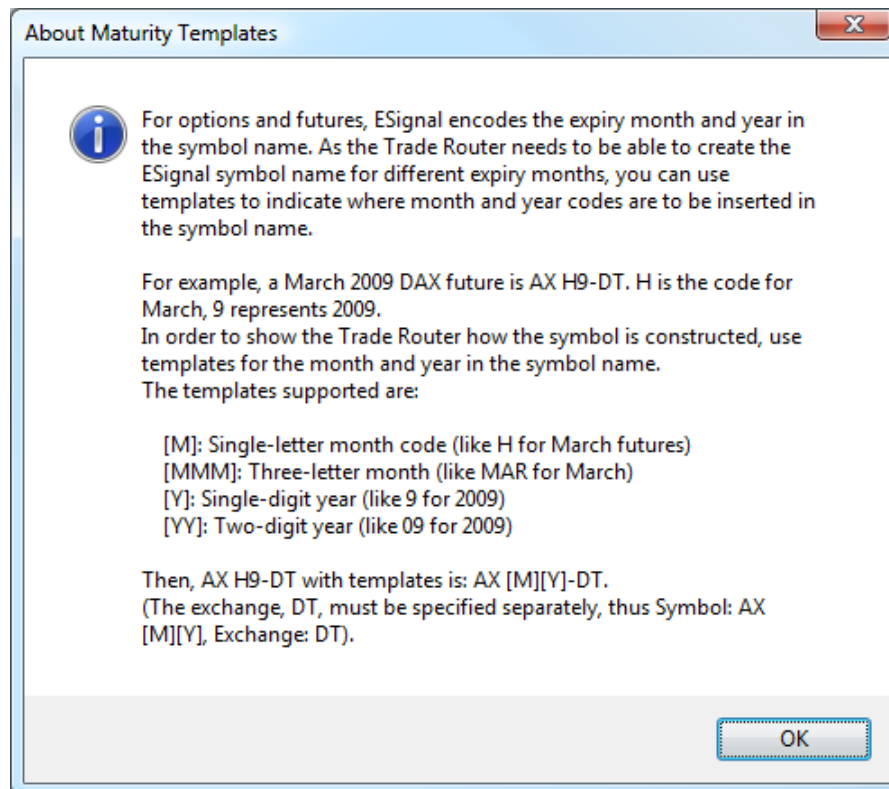 About Maturity Templates
For options and futures, ESignal encodes the expiry month and year in
the symbol name. As the Trade Router needs to be able to create the
ESignal symbol name for different expiry months, you can use
templates to indicate where month and year codes are to be inserted in
the symbol name.
For example, a March 2009 DAX future is AX H9-DT. H is the code for
March, 9 represents 2009.
In order to show the Trade Router how the symbol is constructed, use
templates for the month and year in the symbol name.
The templates supported are:
[M]: Single-letter month code (like H for March futures)
[MMM]: Three-letter month (like MAR for March)
[Y]: Single-digit year (like 9 for 2009)
[YY]: Two-digit year (like 09 for 2009)
Then, AX H9-DT with templates is: AX [M][Y]-DT.
(The exchange, DT, must be specified separately, thus Symbol: AX
[M][Y], Exchange: DT).
OK